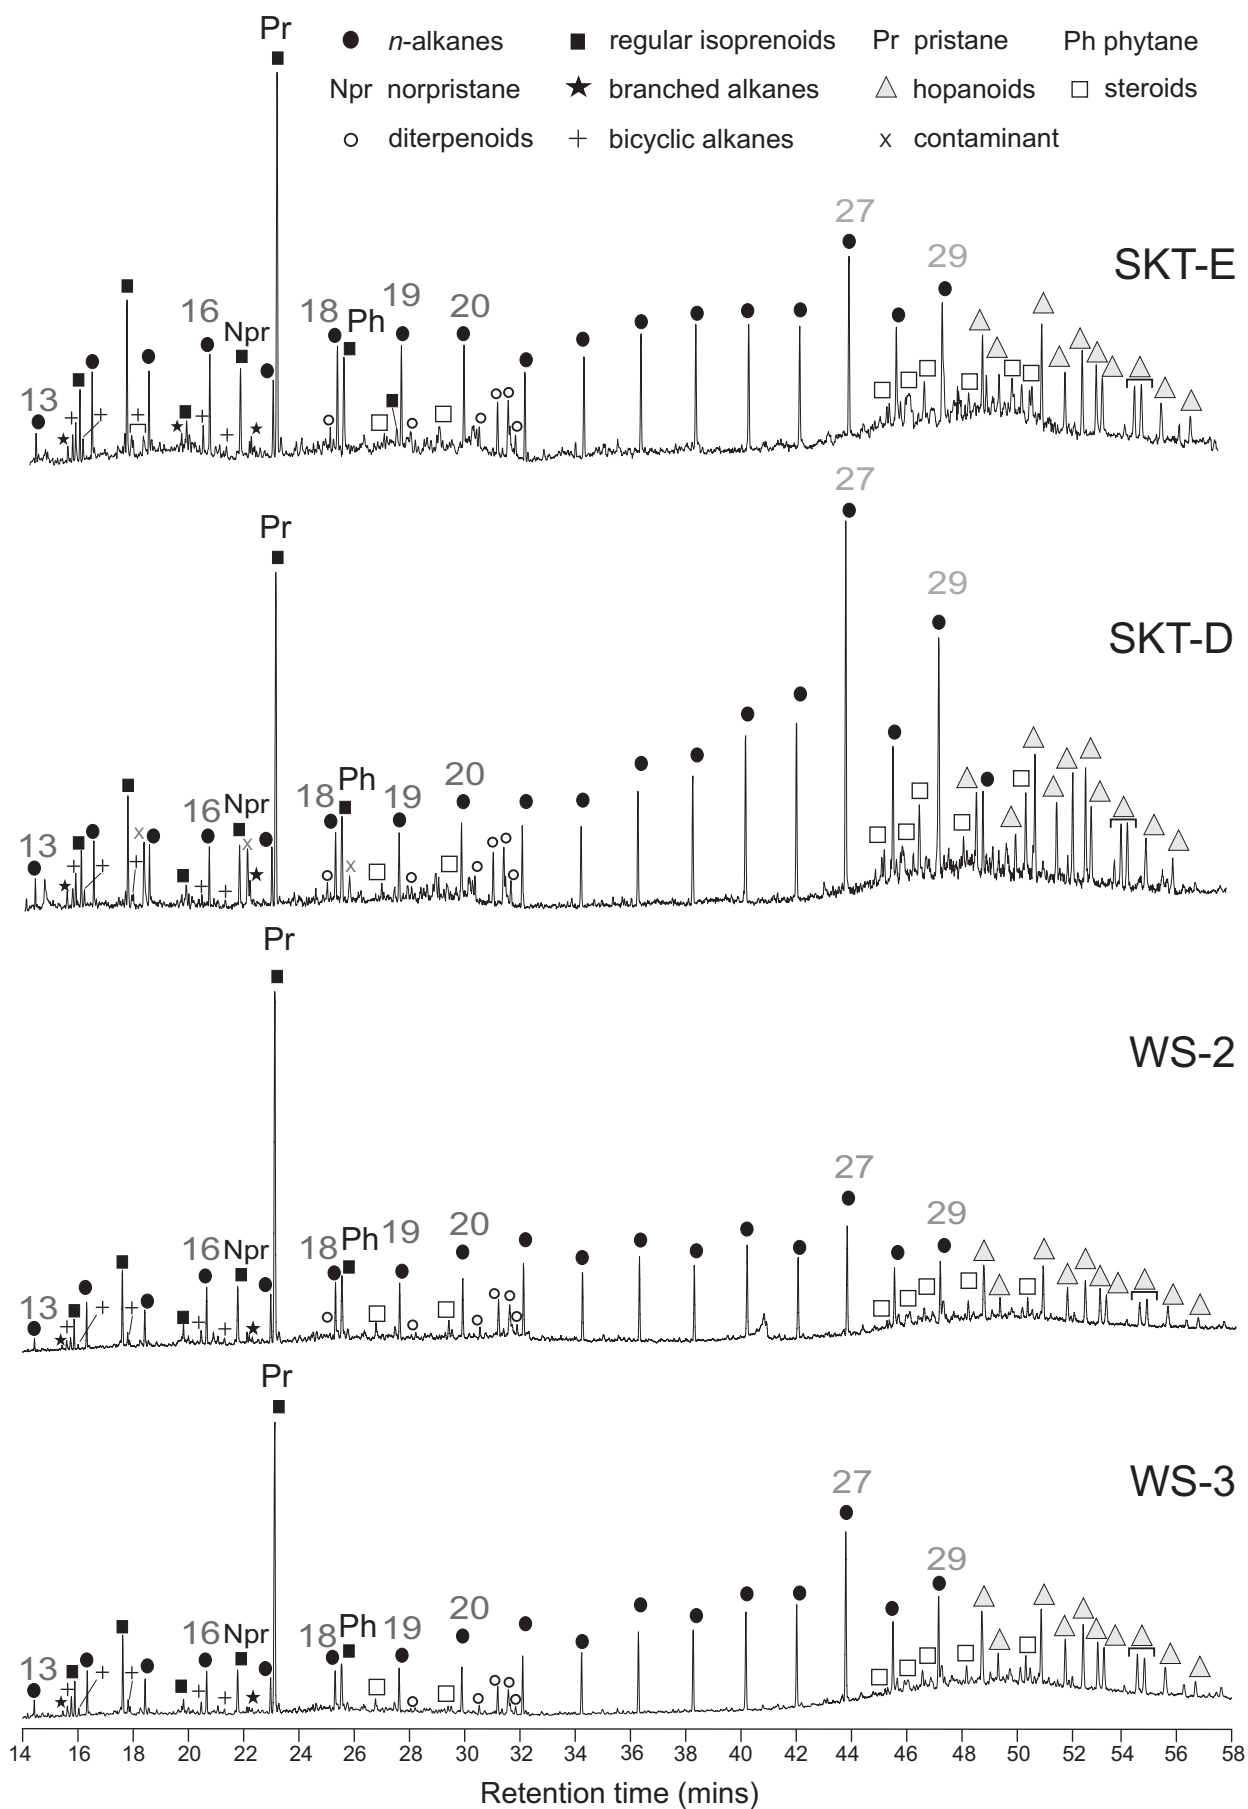 Pr
n-alkanes regular isoprenoids Pr pristane Ph phytane
Npr norpristane branched alkanes hopanoids steroids
diterpenoids bicyclic alkanes x contaminant
27
29
SKT-E
16 18 19 20
Npr Ph
13
27
Pr
29
SKT-D
Ph
20
16 Npr 18 19
x
13
x
x
Pr
WS-2
27
29
20
16 Npr 18 Ph 19
13
Pr
WS-3
27
29
20
16 Npr 18 Ph 19
13
14 16 18 20 22 24 26 28 30 32 34 36 38 40 42 44 46 48 50 52 54 56 58
Retention time (mins)